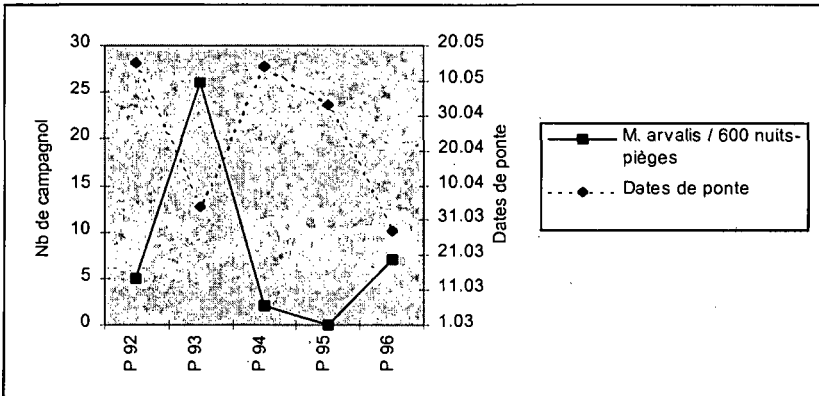 30
25
20
15
10
5
0
Nb de campagnol
P 92
P 93
P 94
P 95
P 96
20.05
10.05
30.04
20.04
10.04
31.03
21.03
11.03
1.03
Dates de ponte
M. arvalis / 600 nuits-
pièges
Dates de ponte